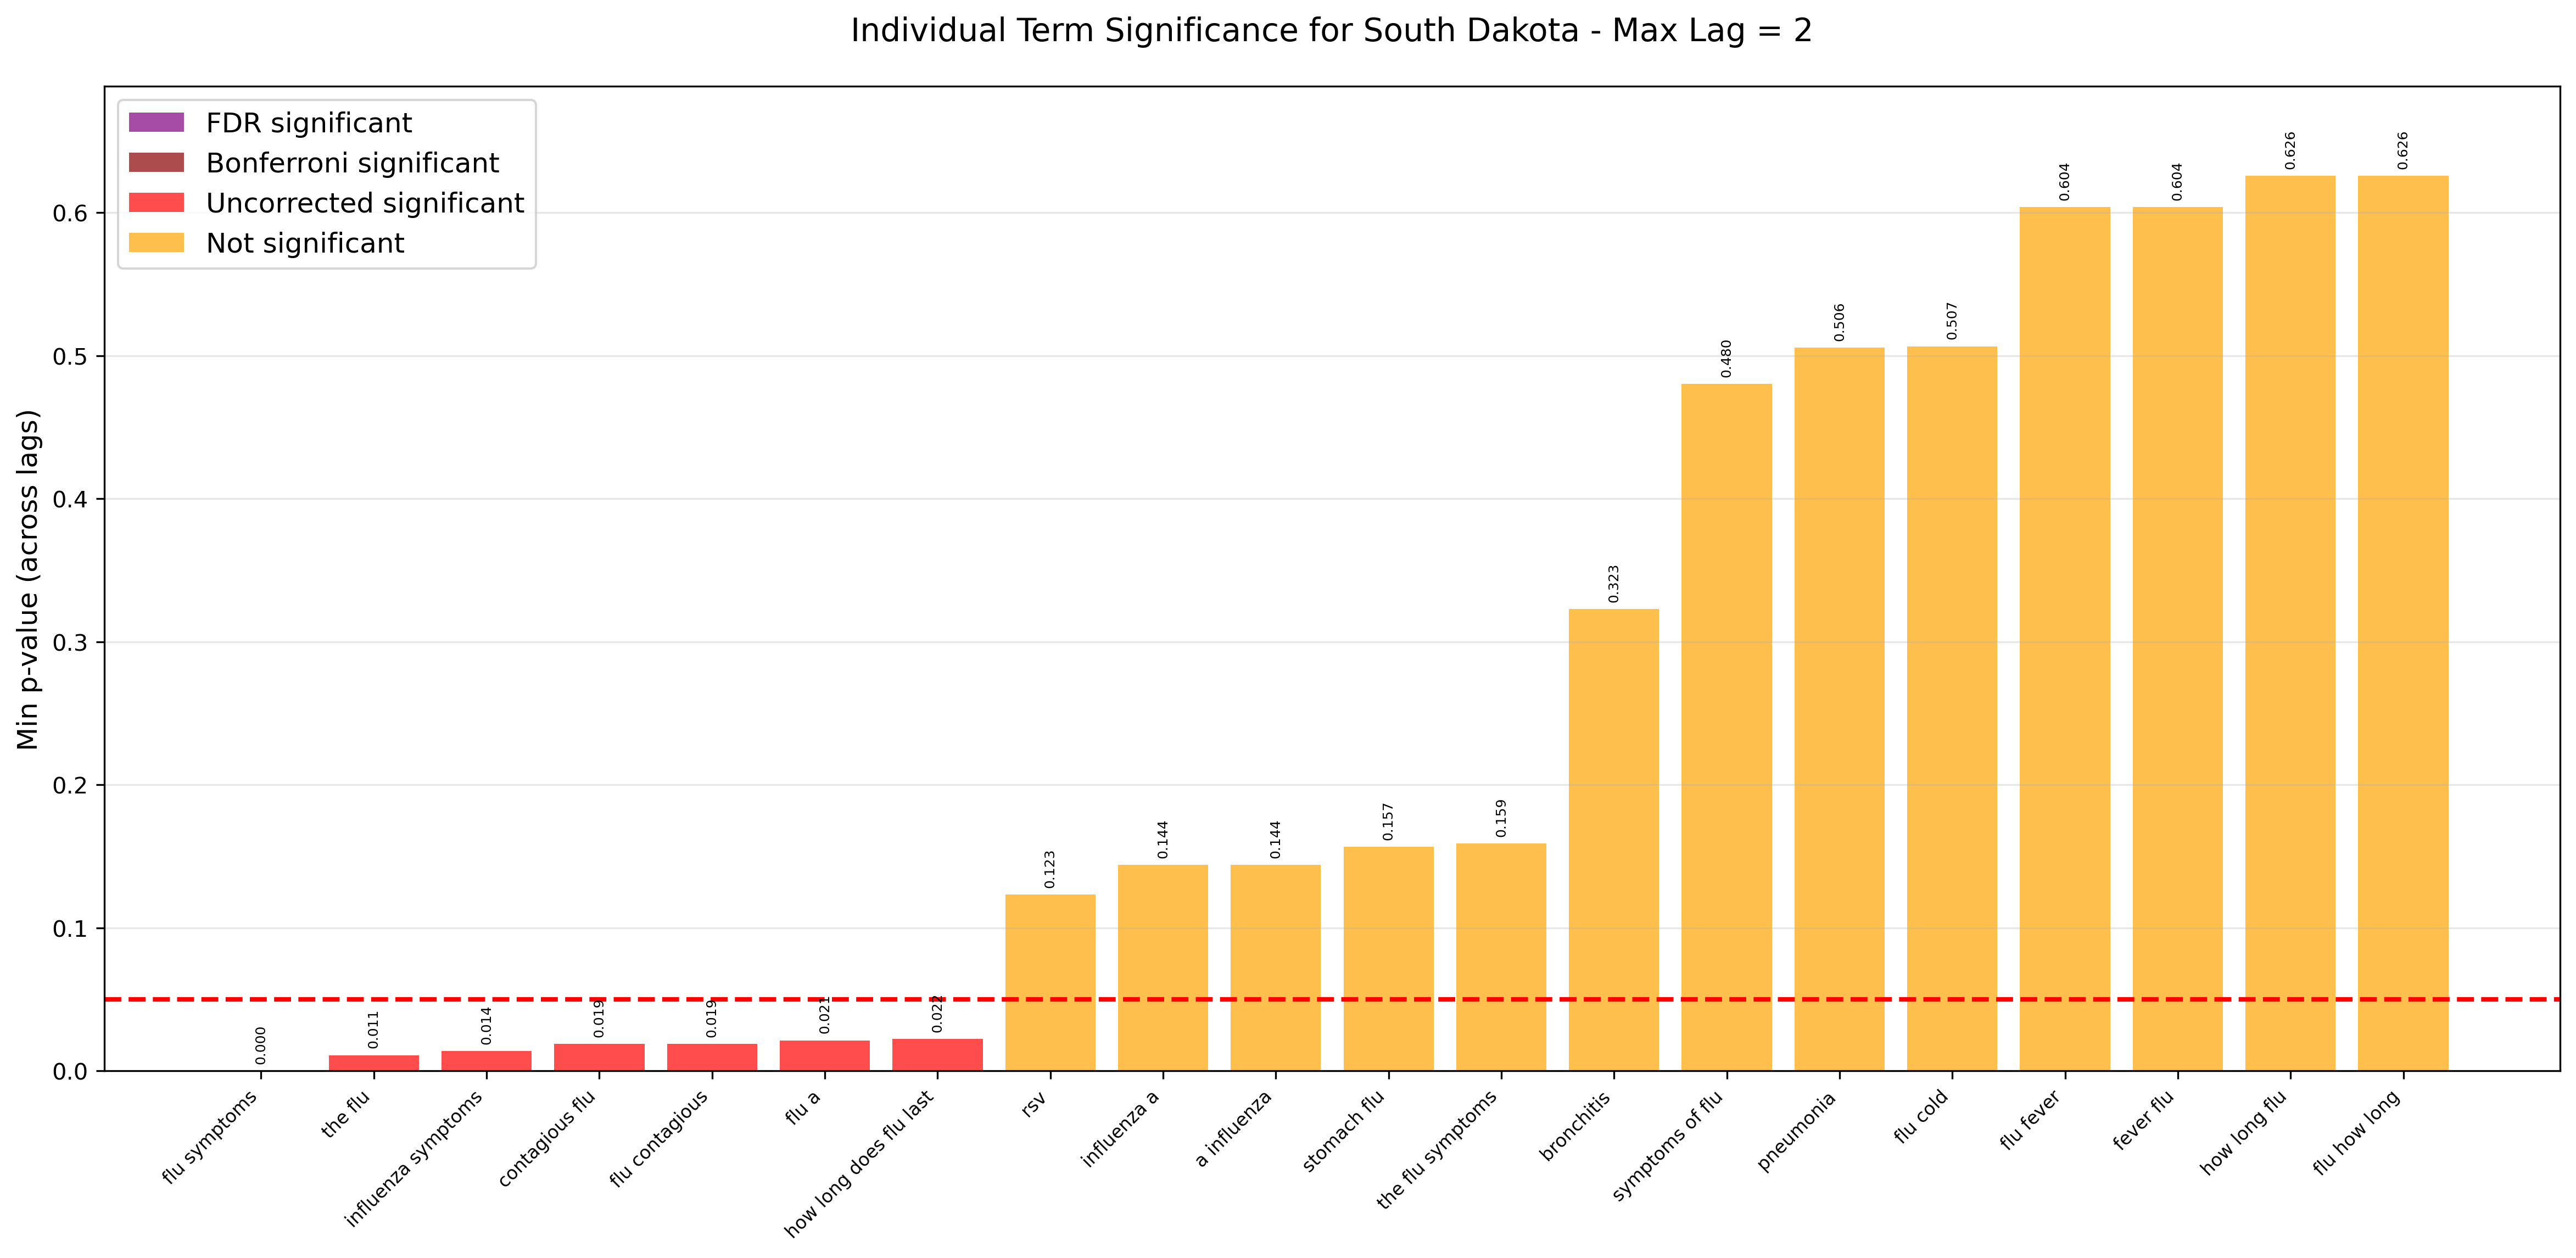 Individual Term Significance for South Dakota - Max Lag = 2
FDR significant
Bonferroni significant
Uncorrected significant
Not significant
Min p-value (across lags)
0.6
0.5
0.4
0.3
0.2
0.1
0.0
0.000
0.011
0.014
0.019
0.019
0.021
0.022
0.123
0.144
0.144
0.157
0.159
0.323
0.480
0.506
0.507
0.604
0.604
0.626
0.626
flu symptoms
the flu
influenza symptoms
contagious flu
flu contagious
flu a
how long does flu last
rsv
influenza a
a influenza
stomach flu
the flu symptoms
bronchitis
symptoms of flu
pneumonia
flu cold
flu fever
fever flu
how long flu
flu how long